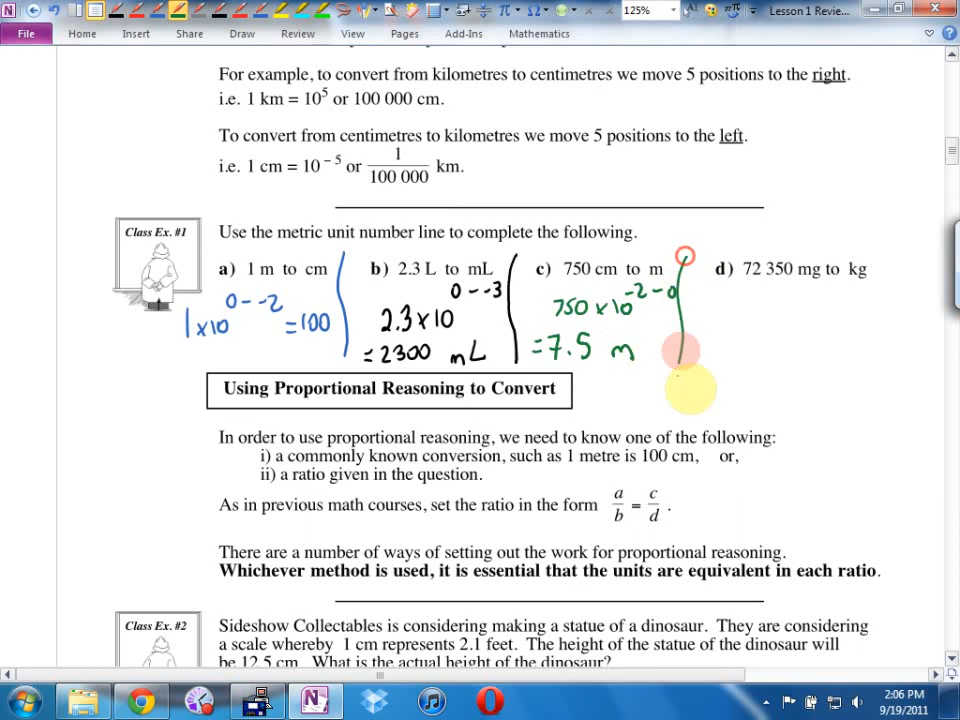 125%
Lesson 1 Revie...
File Home Insert Share Draw Review View Pages Add-Ins Mathematics
For example, to convert from kilometres to centimetres we move 5 positions to the right.
i.e. 1 km = 10⁵ or 100 000 cm.
To convert from centimetres to kilometres we move 5 positions to the left.
i.e. 1 cm = 10⁻⁵ or 1/100 000 km.
Class Ex. #1
Use the metric unit number line to complete the following.
a) 1 m to cm b) 2.3 L to mL c) 750 cm to m d) 72 350 mg to kg
1 x 10^(0 - -2) = 100
2.3 x 10^(0 - -3)
= 2300 mL
750 x 10^(-2 - 0)
= 7.5 m
Using Proportional Reasoning to Convert
In order to use proportional reasoning, we need to know one of the following:
i) a commonly known conversion, such as 1 metre is 100 cm, or,
ii) a ratio given in the question.
As in previous math courses, set the ratio in the form a/b = c/d .
There are a number of ways of setting out the work for proportional reasoning.
Whichever method is used, it is essential that the units are equivalent in each ratio.
Class Ex. #2
Sideshow Collectables is considering making a statue of a dinosaur. They are considering
a scale whereby 1 cm represents 2.1 feet. The height of the statue of the dinosaur will
be 12.5 cm. What is the actual height of the dinosaur?
2:06 PM
9/19/2011